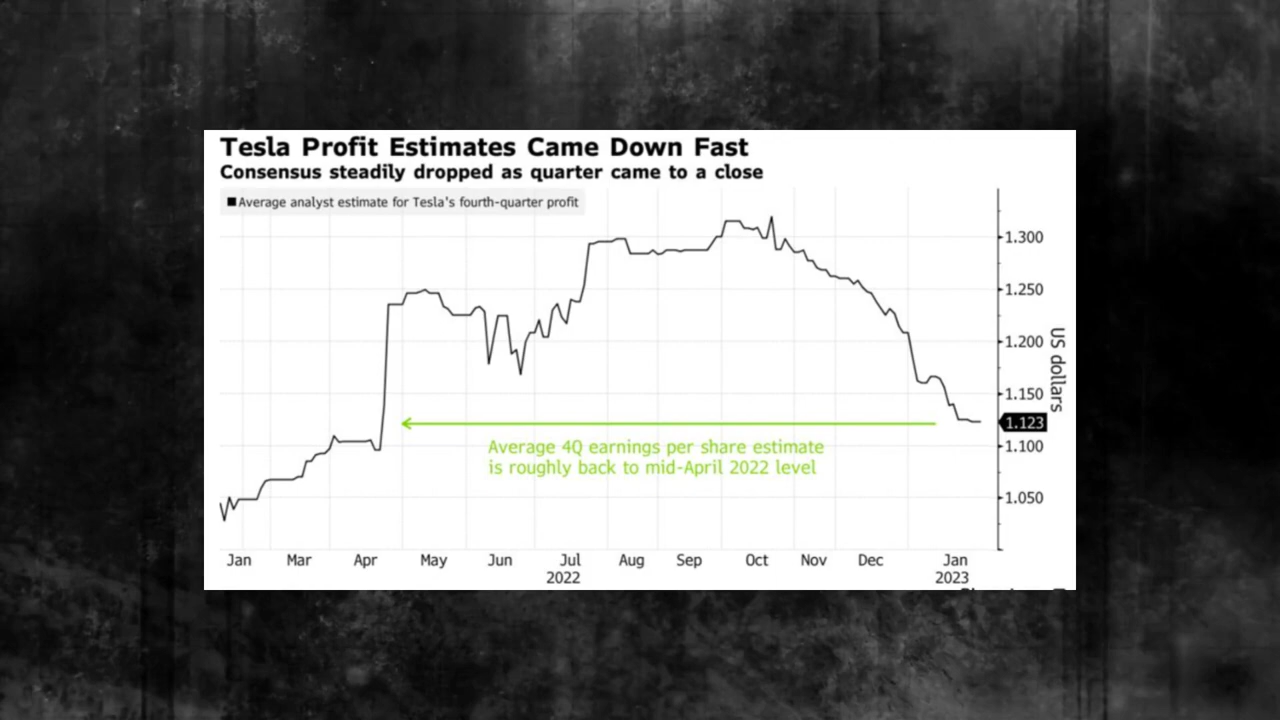 Tesla Profit Estimates Came Down Fast
Consensus steadily dropped as quarter came to a close
Average analyst estimate for Tesla's fourth-quarter profit
1.300
1.250
1.200
1.150
1.123
1.100
1.050
US dollars
Average 4Q earnings per share estimate
is roughly back to mid-April 2022 level
Jan Mar Apr May Jun Jul Aug Sep Oct Nov Dec Jan
2022 2023